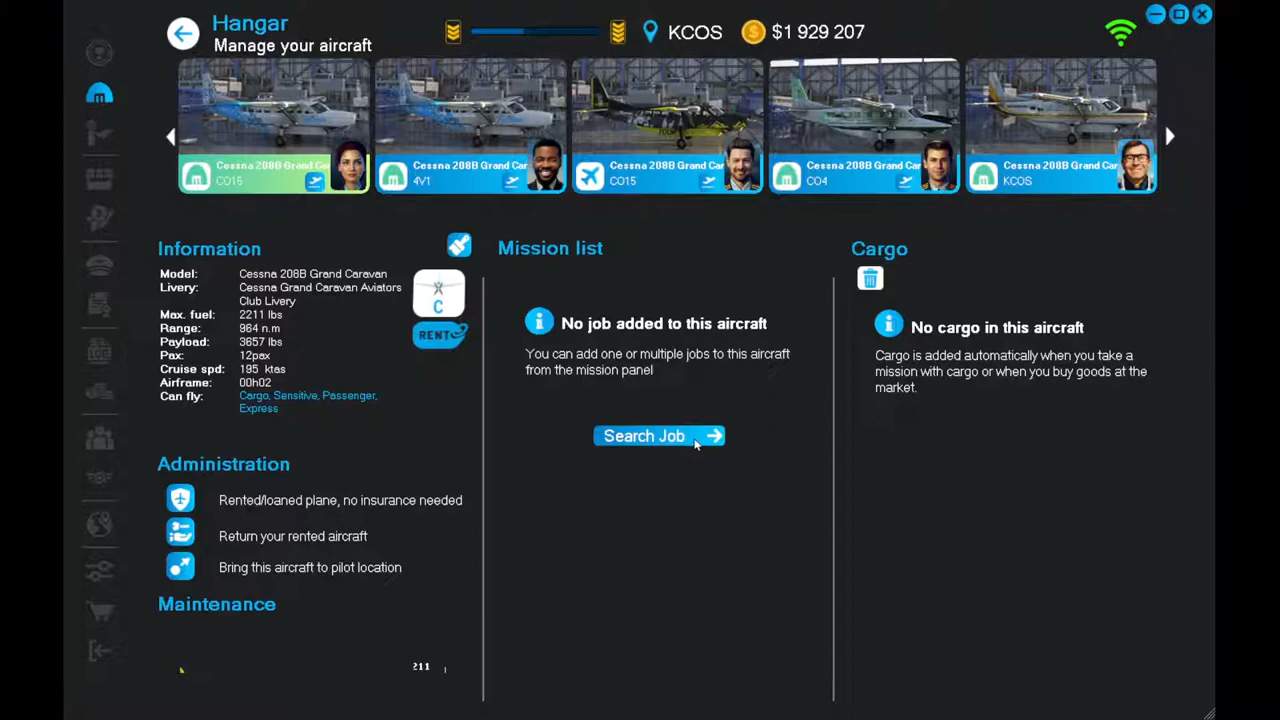 Hangar
Manage your aircraft
KCOS
$1 929 207
Cessna 208B Grand Car
CO15
Cessna 208B Grand Car
4V1
Cessna 208B Grand Car
CO15
Cessna 208B Grand Car
CO4
Cessna 208B Grand Car
KCOS
Information
Model: Cessna 208B Grand Caravan
Livery: Cessna Grand Caravan Aviators
Club Livery
Max. fuel: 2211 lbs
Range: 964 n.m
Payload: 3657 lbs
Pax: 12pax
Cruise spd: 195 ktas
Airframe: 00h02
Can fly: Cargo, Sensitive, Passenger,
Express
C
RENT
Administration
Rented/loaned plane, no insurance needed
Return your rented aircraft
Bring this aircraft to pilot location
Maintenance
211
Mission list
No job added to this aircraft
You can add one or multiple jobs to this aircraft
from the mission panel
Search Job
Cargo
No cargo in this aircraft
Cargo is added automatically when you take a
mission with cargo or when you buy goods at the
market.